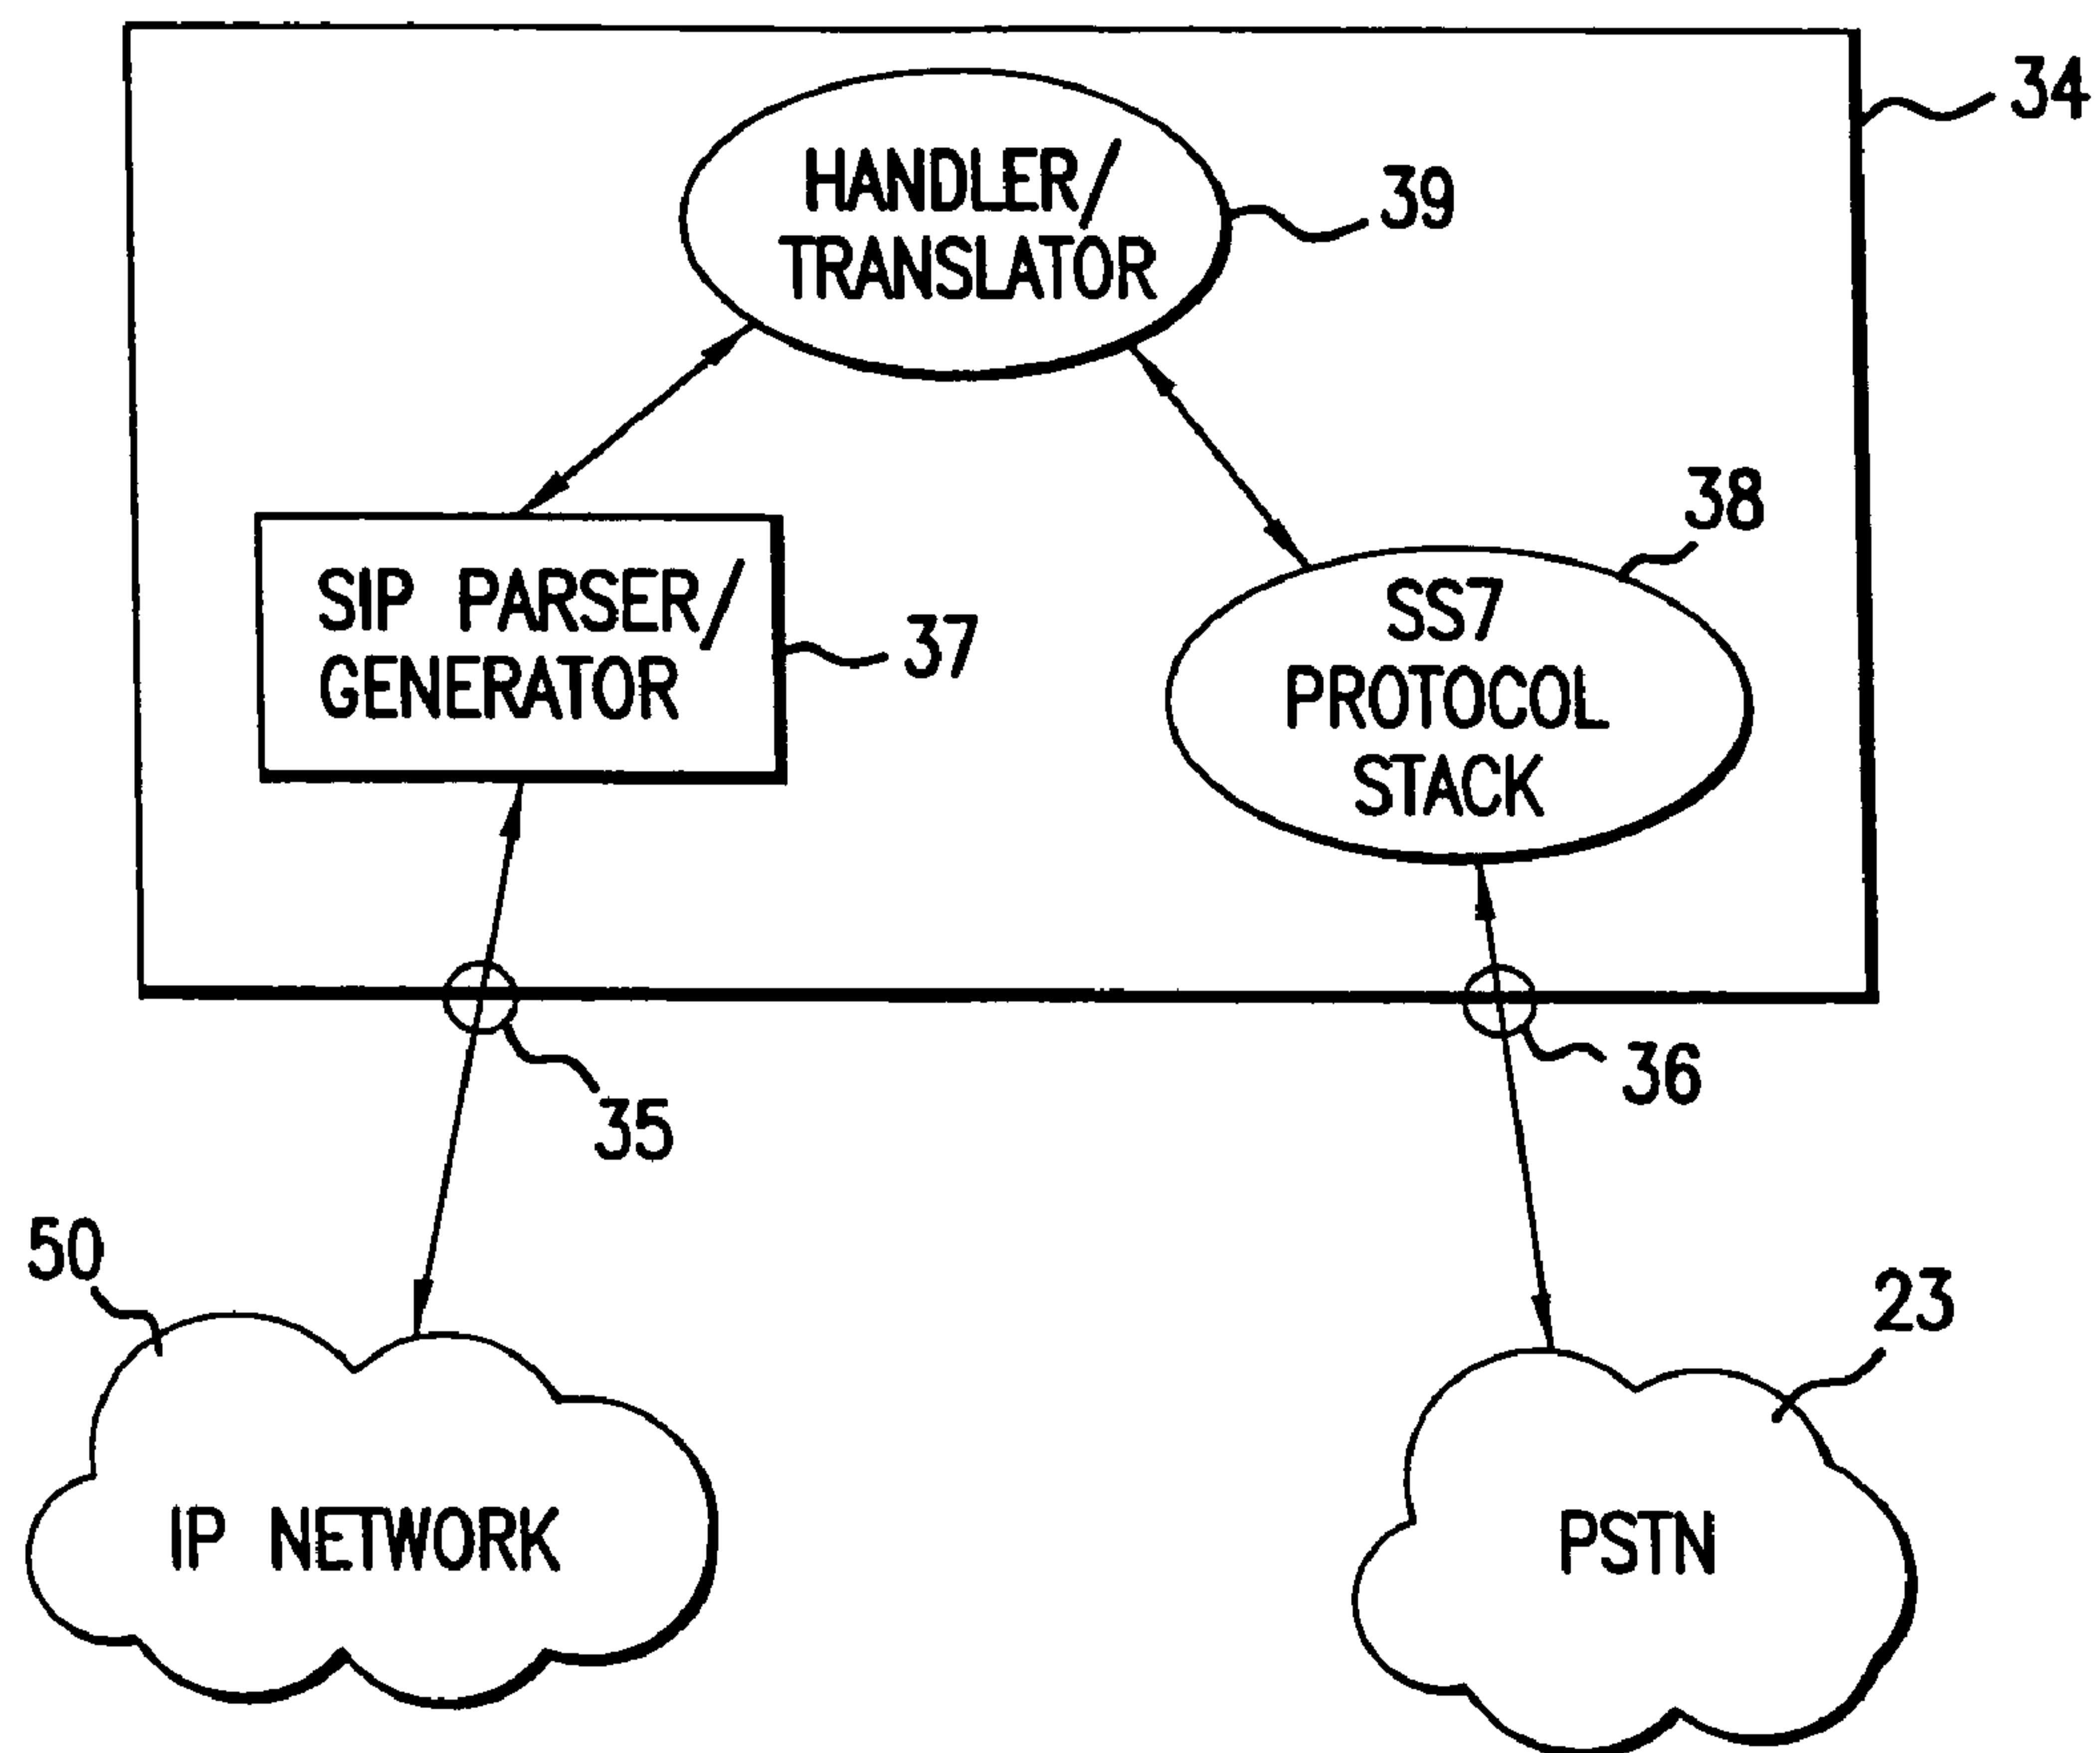 34
HANDLER/
TRANSLATOR
39
38
SIP PARSER/
GENERATOR
37
SS7
PROTOCOL
STACK
35
36
50
23
IP NETWORK
PSTN